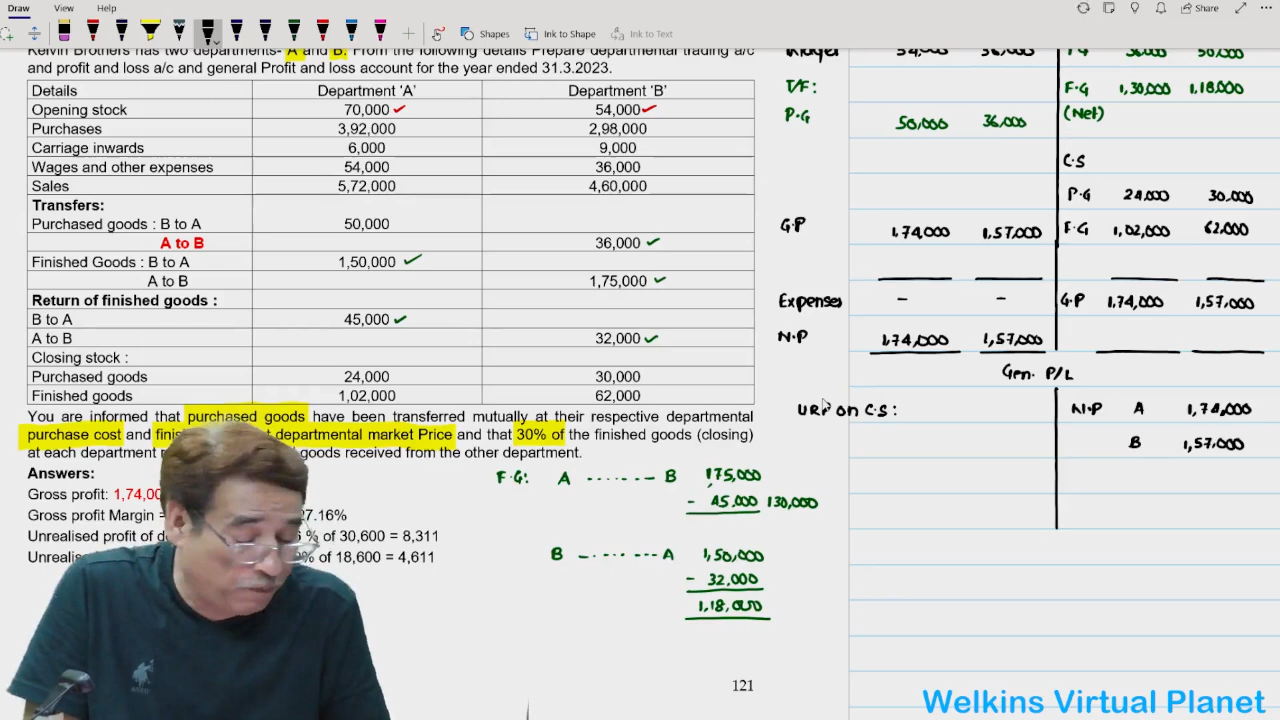 Insert Draw View Help
Share
Shapes Ink to Shape Ink to Text
Kelvin Brothers has two departments- A and B. From the following details Prepare departmental trading a/c
and profit and loss a/c and general Profit and loss account for the year ended 31.3.2023.
Details Department 'A' Department 'B'
Opening stock 70,000 54,000
Purchases 3,92,000 2,98,000
Carriage inwards 6,000 9,000
Wages and other expenses 54,000 36,000
Sales 5,72,000 4,60,000
Transfers:
Purchased goods : B to A 50,000
A to B 36,000
Finished Goods : B to A 1,50,000
A to B 1,75,000
Return of finished goods :
B to A 45,000
A to B 32,000
Closing stock :
Purchased goods 24,000 30,000
Finished goods 1,02,000 62,000
You are informed that purchased goods have been transferred mutually at their respective departmental
purchase cost and departmental market Price and that 30% of the finished goods (closing)
at each department goods received from the other department.
Answers:
Gross profit: 1,74,00
Gross profit Margin = 27.16%
Unrealised profit of d % of 30,600 = 8,311
Unrealis % of 18,600 = 4,611
F.G: A ------- B 175,000
- 45,000 130,000
B ------- A 1,50,000
- 32,000
1,18,000
121
54,000 36,000 P.G 36,000 50,000
T/F: F.G 1,30,000 1,18,000
P.G 50,000 36,000 (Net)
C.S
P.G 24,000 30,000
G.P 1,74,000 1,57,000 F.G 1,02,000 62,000
Expenses - - G.P 1,74,000 1,57,000
N.P 1,74,000 1,57,000
Gen. P/L
URP on C.S: N.P A 1,74,000
B 1,57,000
Welkins Virtual Planet